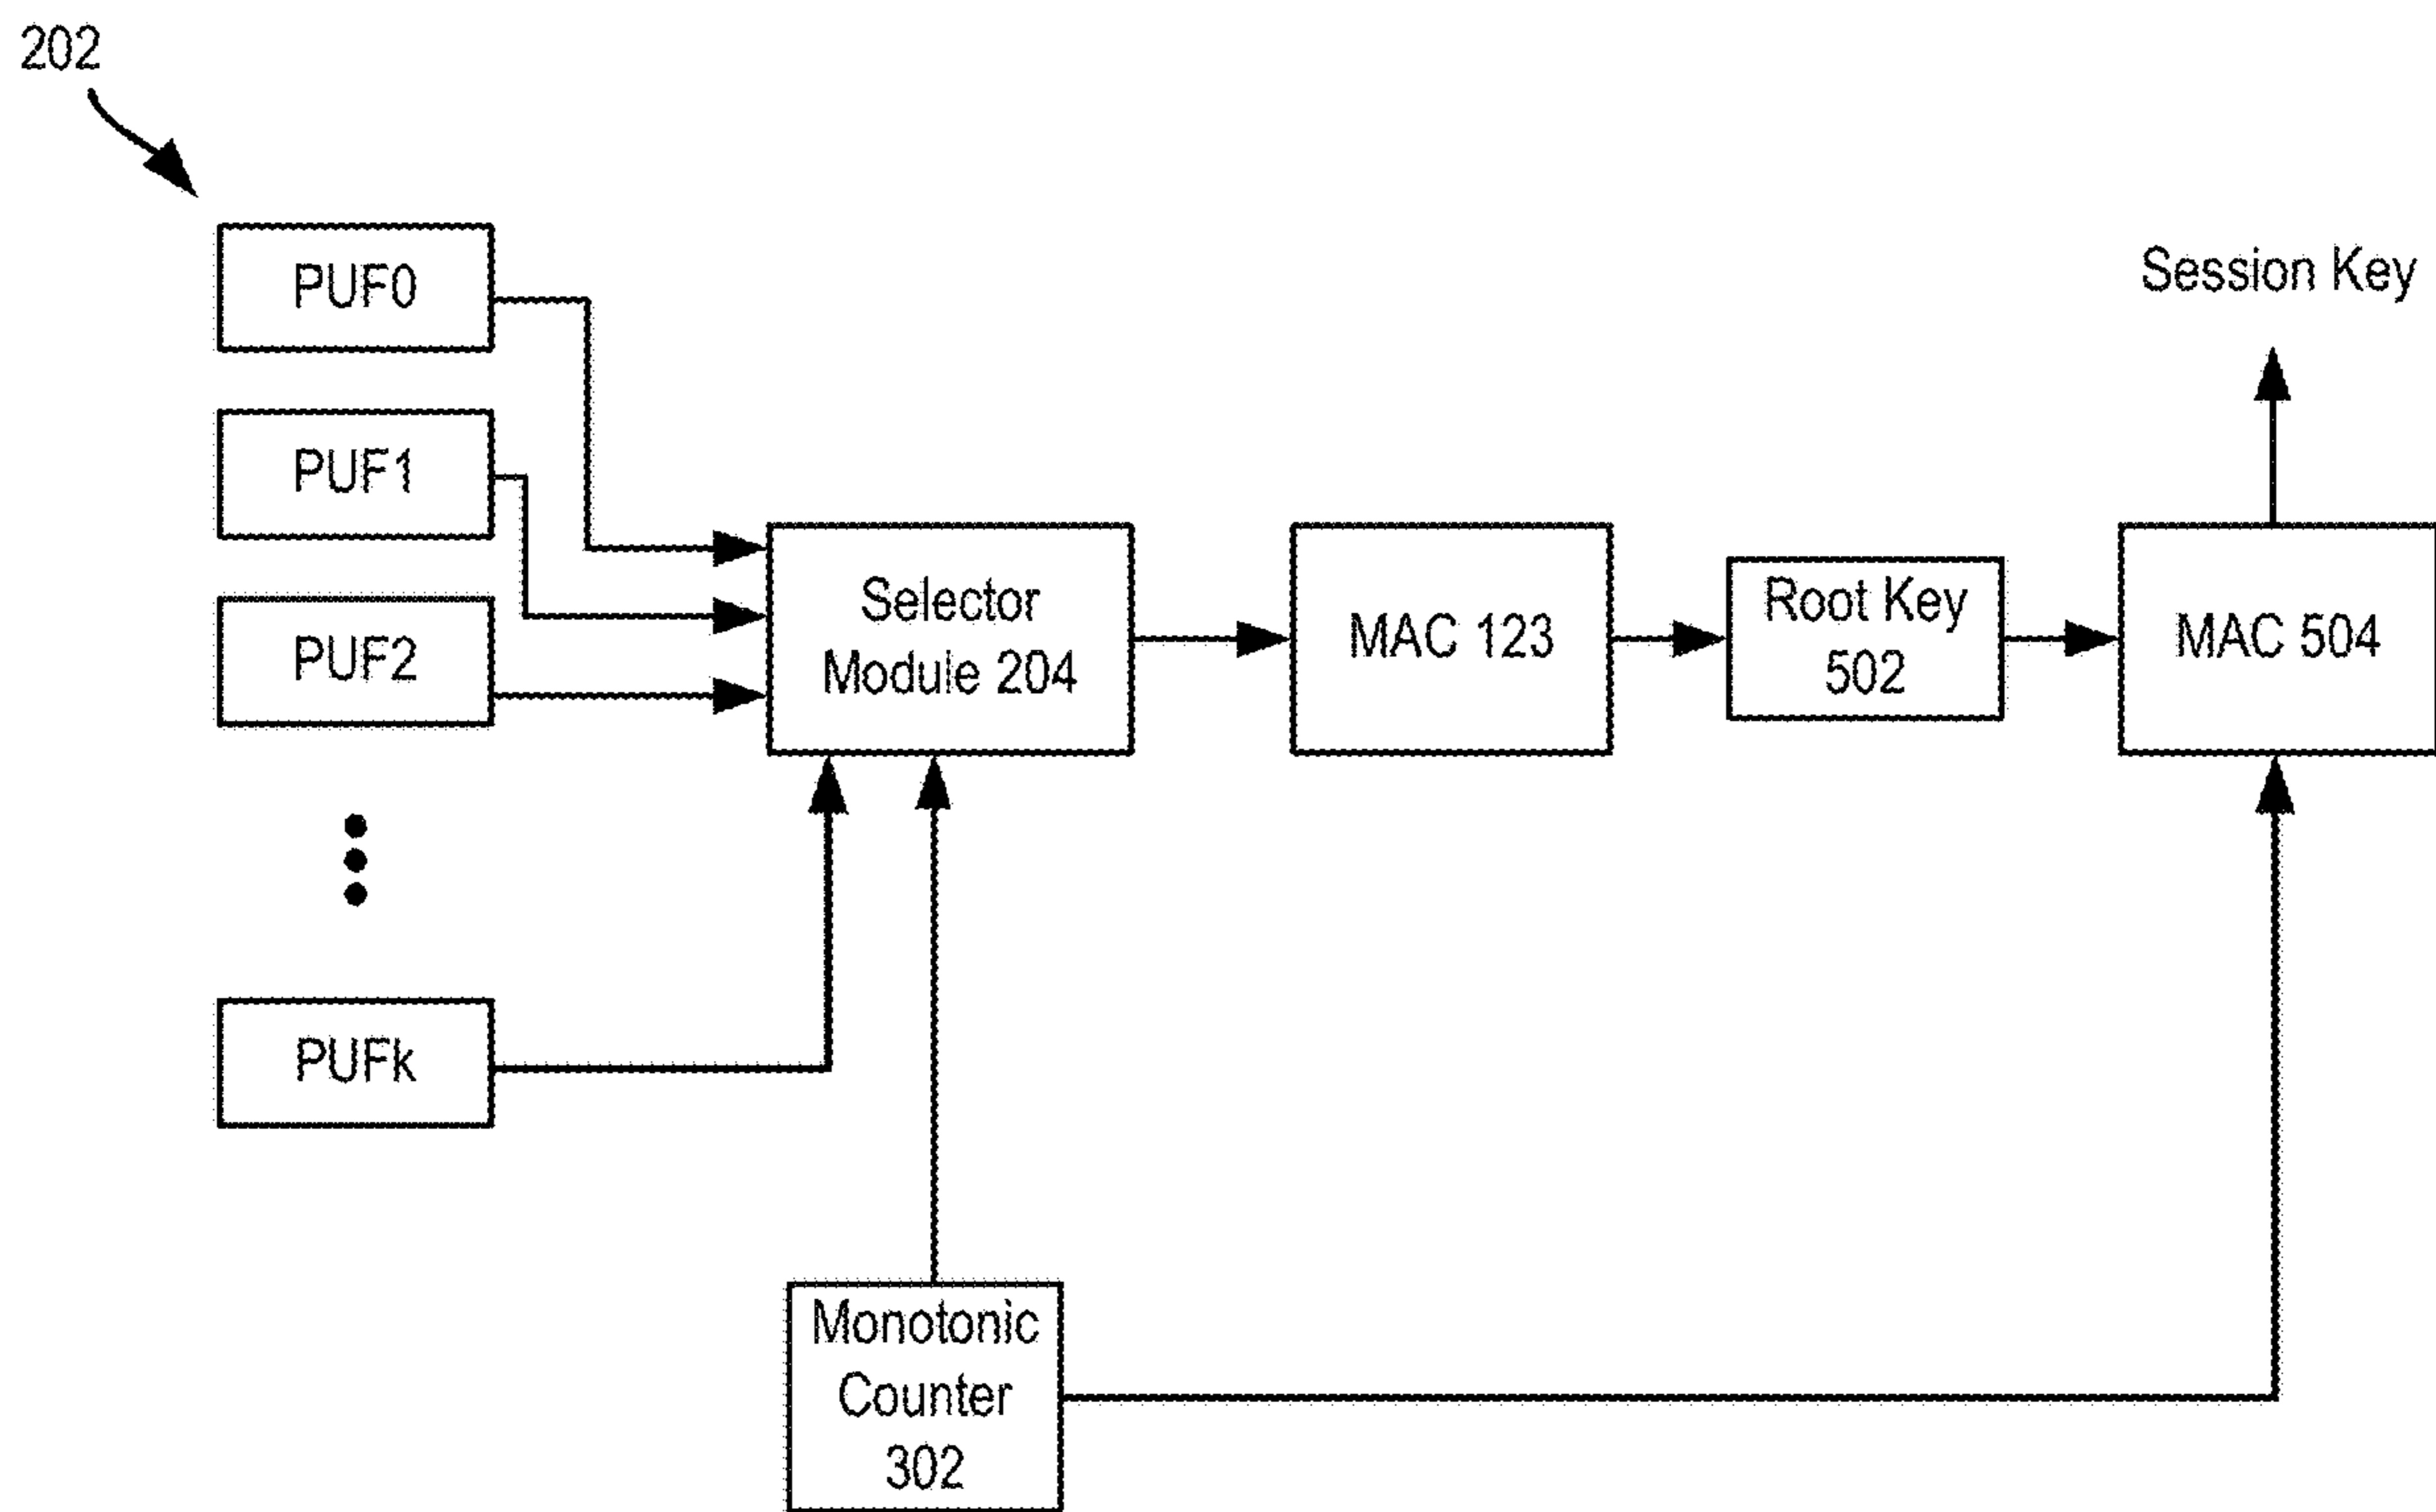 202
PUF0
PUF1
PUF2
PUFk
Selector
Module 204
MAC 123
Root Key
502
MAC 504
Session Key
Monotonic
Counter
302